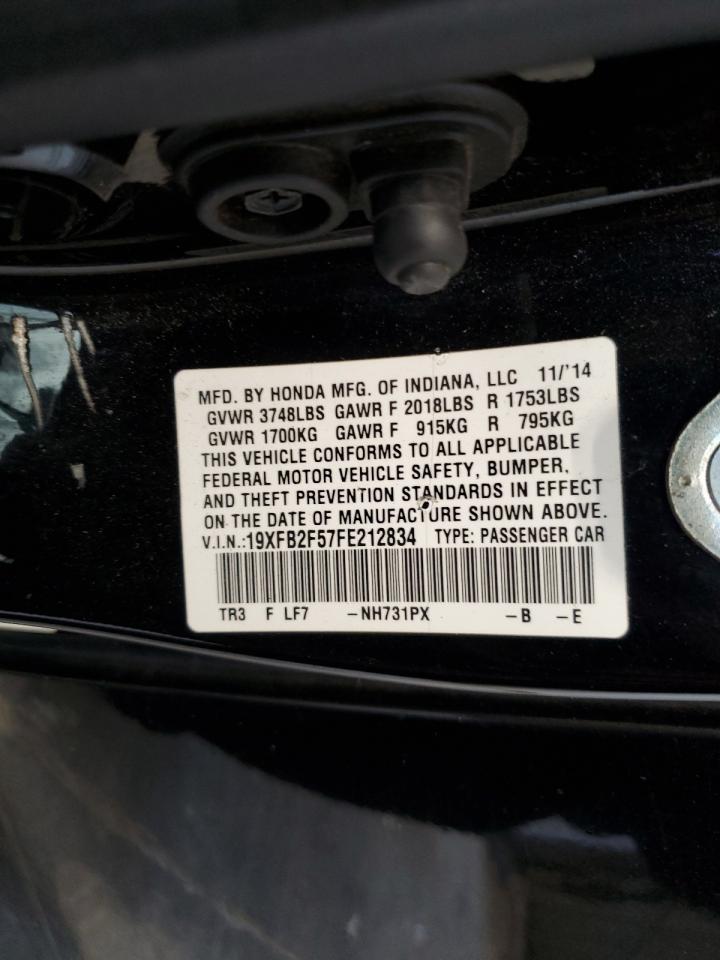 MFD. BY HONDA MFG. OF INDIANA, LLC 11/'14
GVWR 3748LBS GAWR F 2018LBS R 1753LBS
GVWR 1700KG GAWR F 915KG R 795KG
THIS VEHICLE CONFORMS TO ALL APPLICABLE
FEDERAL MOTOR VEHICLE SAFETY, BUMPER,
AND THEFT PREVENTION STANDARDS IN EFFECT
ON THE DATE OF MANUFACTURE SHOWN ABOVE.
V.I.N.:19XFB2F57FE212834 TYPE: PASSENGER CAR
TR3 F LF7 -NH731PX -B -E